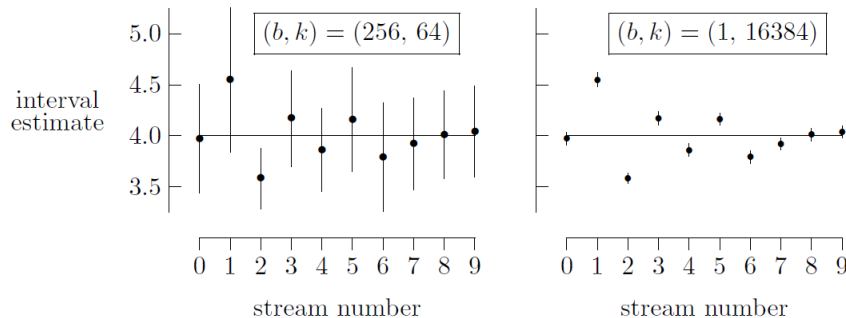 (b, k) = (256, 64)
(b, k) = (1, 16384)
5.0
4.5
4.0
3.5
interval
estimate
0 1 2 3 4 5 6 7 8 9
stream number
0 1 2 3 4 5 6 7 8 9
stream number